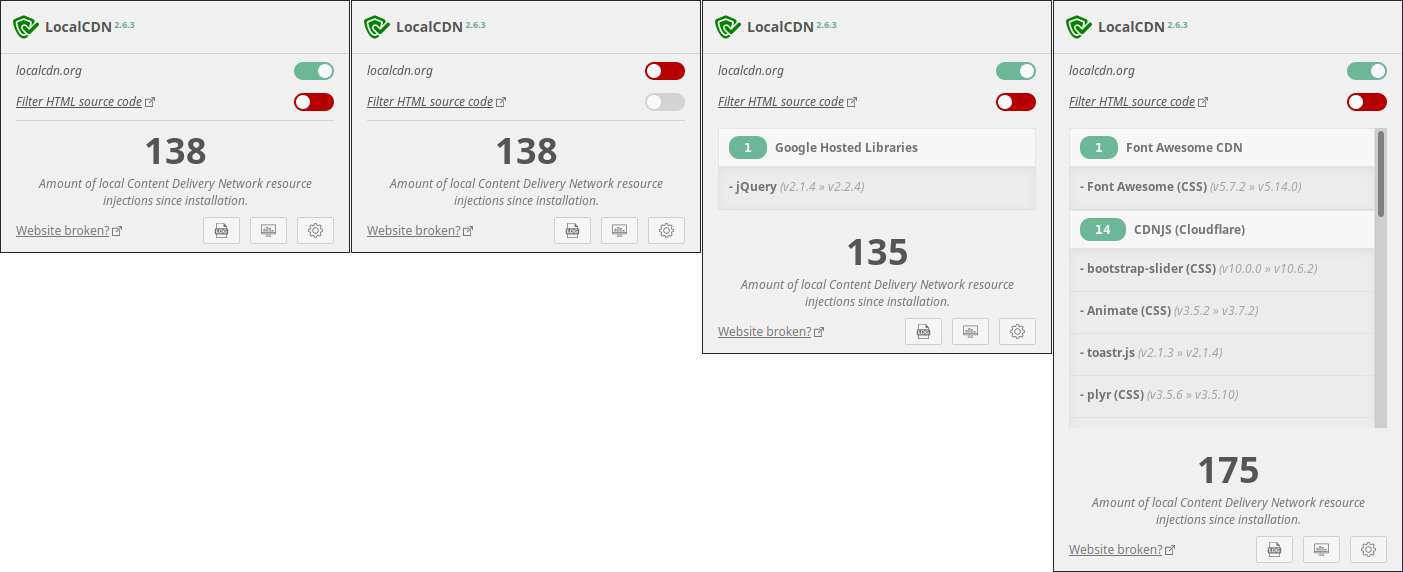 LocalCDN 2.6.3
localcdn.org
Filter HTML source code
138
Amount of local Content Delivery Network resource
injections since installation.
Website broken?
LOG
LocalCDN 2.6.3
localcdn.org
Filter HTML source code
138
Amount of local Content Delivery Network resource
injections since installation.
Website broken?
LOG
LocalCDN 2.6.3
localcdn.org
Filter HTML source code
1 Google Hosted Libraries
- jQuery (v2.1.4 » v2.2.4)
135
Amount of local Content Delivery Network resource
injections since installation.
Website broken?
LOG
LocalCDN 2.6.3
localcdn.org
Filter HTML source code
1 Font Awesome CDN
- Font Awesome (CSS) (v5.7.2 » v5.14.0)
14 CDNJS (Cloudflare)
- bootstrap-slider (CSS) (v10.0.0 » v10.6.2)
- Animate (CSS) (v3.5.2 » v3.7.2)
- toastr.js (v2.1.3 » v2.1.4)
- plyr (CSS) (v3.5.6 » v3.5.10)
175
Amount of local Content Delivery Network resource
injections since installation.
Website broken?
LOG